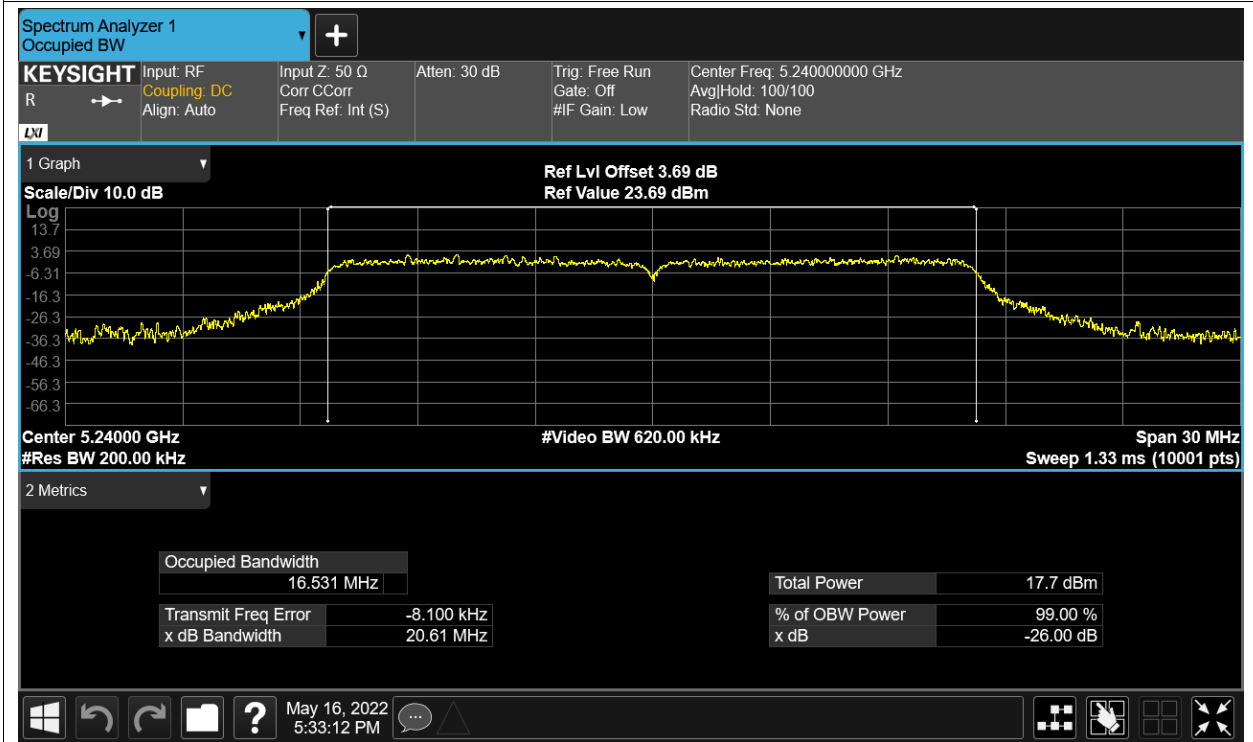 Spectrum Analyzer 1
Occupied BW
KEYSIGHT
R
LXI
Input: RF
Coupling: DC
Align: Auto
Input Z: 50 Ω
Corr CCorr
Freq Ref: Int (S)
Atten: 30 dB
Trig: Free Run
Gate: Off
#IF Gain: Low
Center Freq: 5.240000000 GHz
Avg|Hold: 100/100
Radio Std: None
1 Graph
Scale/Div 10.0 dB
Ref Lvl Offset 3.69 dB
Ref Value 23.69 dBm
Log
13.7
3.69
-6.31
-16.3
-26.3
-36.3
-46.3
-56.3
-66.3
Center 5.24000 GHz
#Video BW 620.00 kHz
Span 30 MHz
#Res BW 200.00 kHz
Sweep 1.33 ms (10001 pts)
2 Metrics
Occupied Bandwidth
16.531 MHz
Transmit Freq Error -8.100 kHz
x dB Bandwidth 20.61 MHz
Total Power 17.7 dBm
% of OBW Power 99.00 %
x dB -26.00 dB
?
May 16, 2022
5:33:12 PM